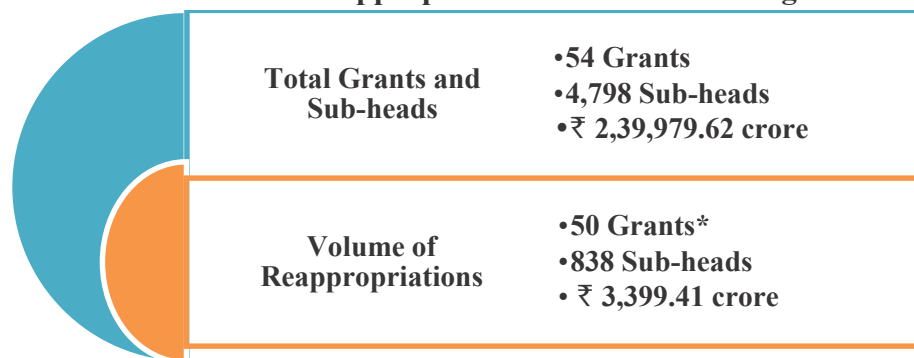 Total Grants and
Sub-heads
•54 Grants
•4,798 Sub-heads
•₹ 2,39,979.62 crore
Volume of
Reappropriations
•50 Grants*
•838 Sub-heads
• ₹ 3,399.41 crore